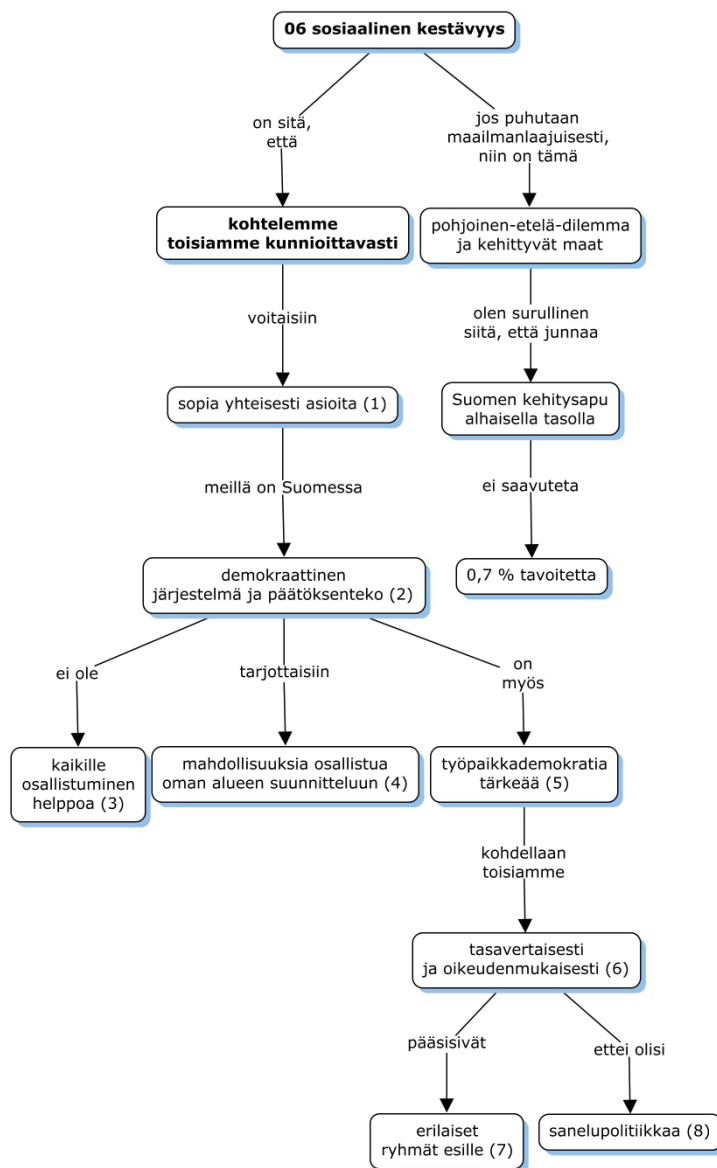 06 sosiaalinen kestävyys
on sitä,
että
jos puhutaan
maailmanlaajuisesti,
niin on tämä
kohtelemme
toisiamme kunnioittavasti
pohjoinen-etelä-dilemma
ja kehittyvät maat
voitaisiin
olen surullinen
siitä, että junnaa
sopia yhteisesti asioita (1)
Suomen kehitysapu
alhaisella tasolla
meillä on Suomessa
ei saavuteta
demokraattinen
järjestelmä ja päätöksenteko (2)
0,7 % tavoitetta
ei ole
tarjottaisiin
on
myös
kaikille
osallistuminen
helppoa (3)
mahdollisuuksia osallistua
oman alueen suunnitteluun (4)
työpaikkademokratia
tärkeää (5)
kohdellaan
toisiamme
tasavertaisesti
ja oikeudenmukaisesti (6)
pääsisivät
ettei olisi
erilaiset
ryhmät esille (7)
sanelupolitiikkaa (8)